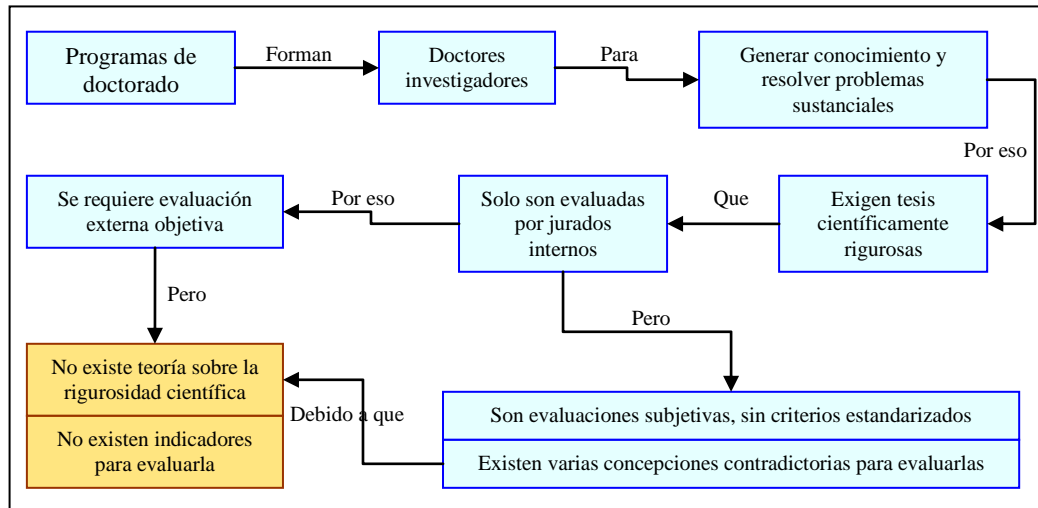 Programas de
doctorado
Forman
Doctores
investigadores
Para
Generar conocimiento y
resolver problemas
sustanciales
Por eso
Exigen tesis
científicamente
rigurosas
Que
Solo son evaluadas
por jurados
internos
Por eso
Se requiere evaluación
externa objetiva
Pero
No existe teoría sobre la
rigurosidad científica
No existen indicadores
para evaluarla
Pero
Son evaluaciones subjetivas, sin criterios estandarizados
Existen varias concepciones contradictorias para evaluarlas
Debido a que